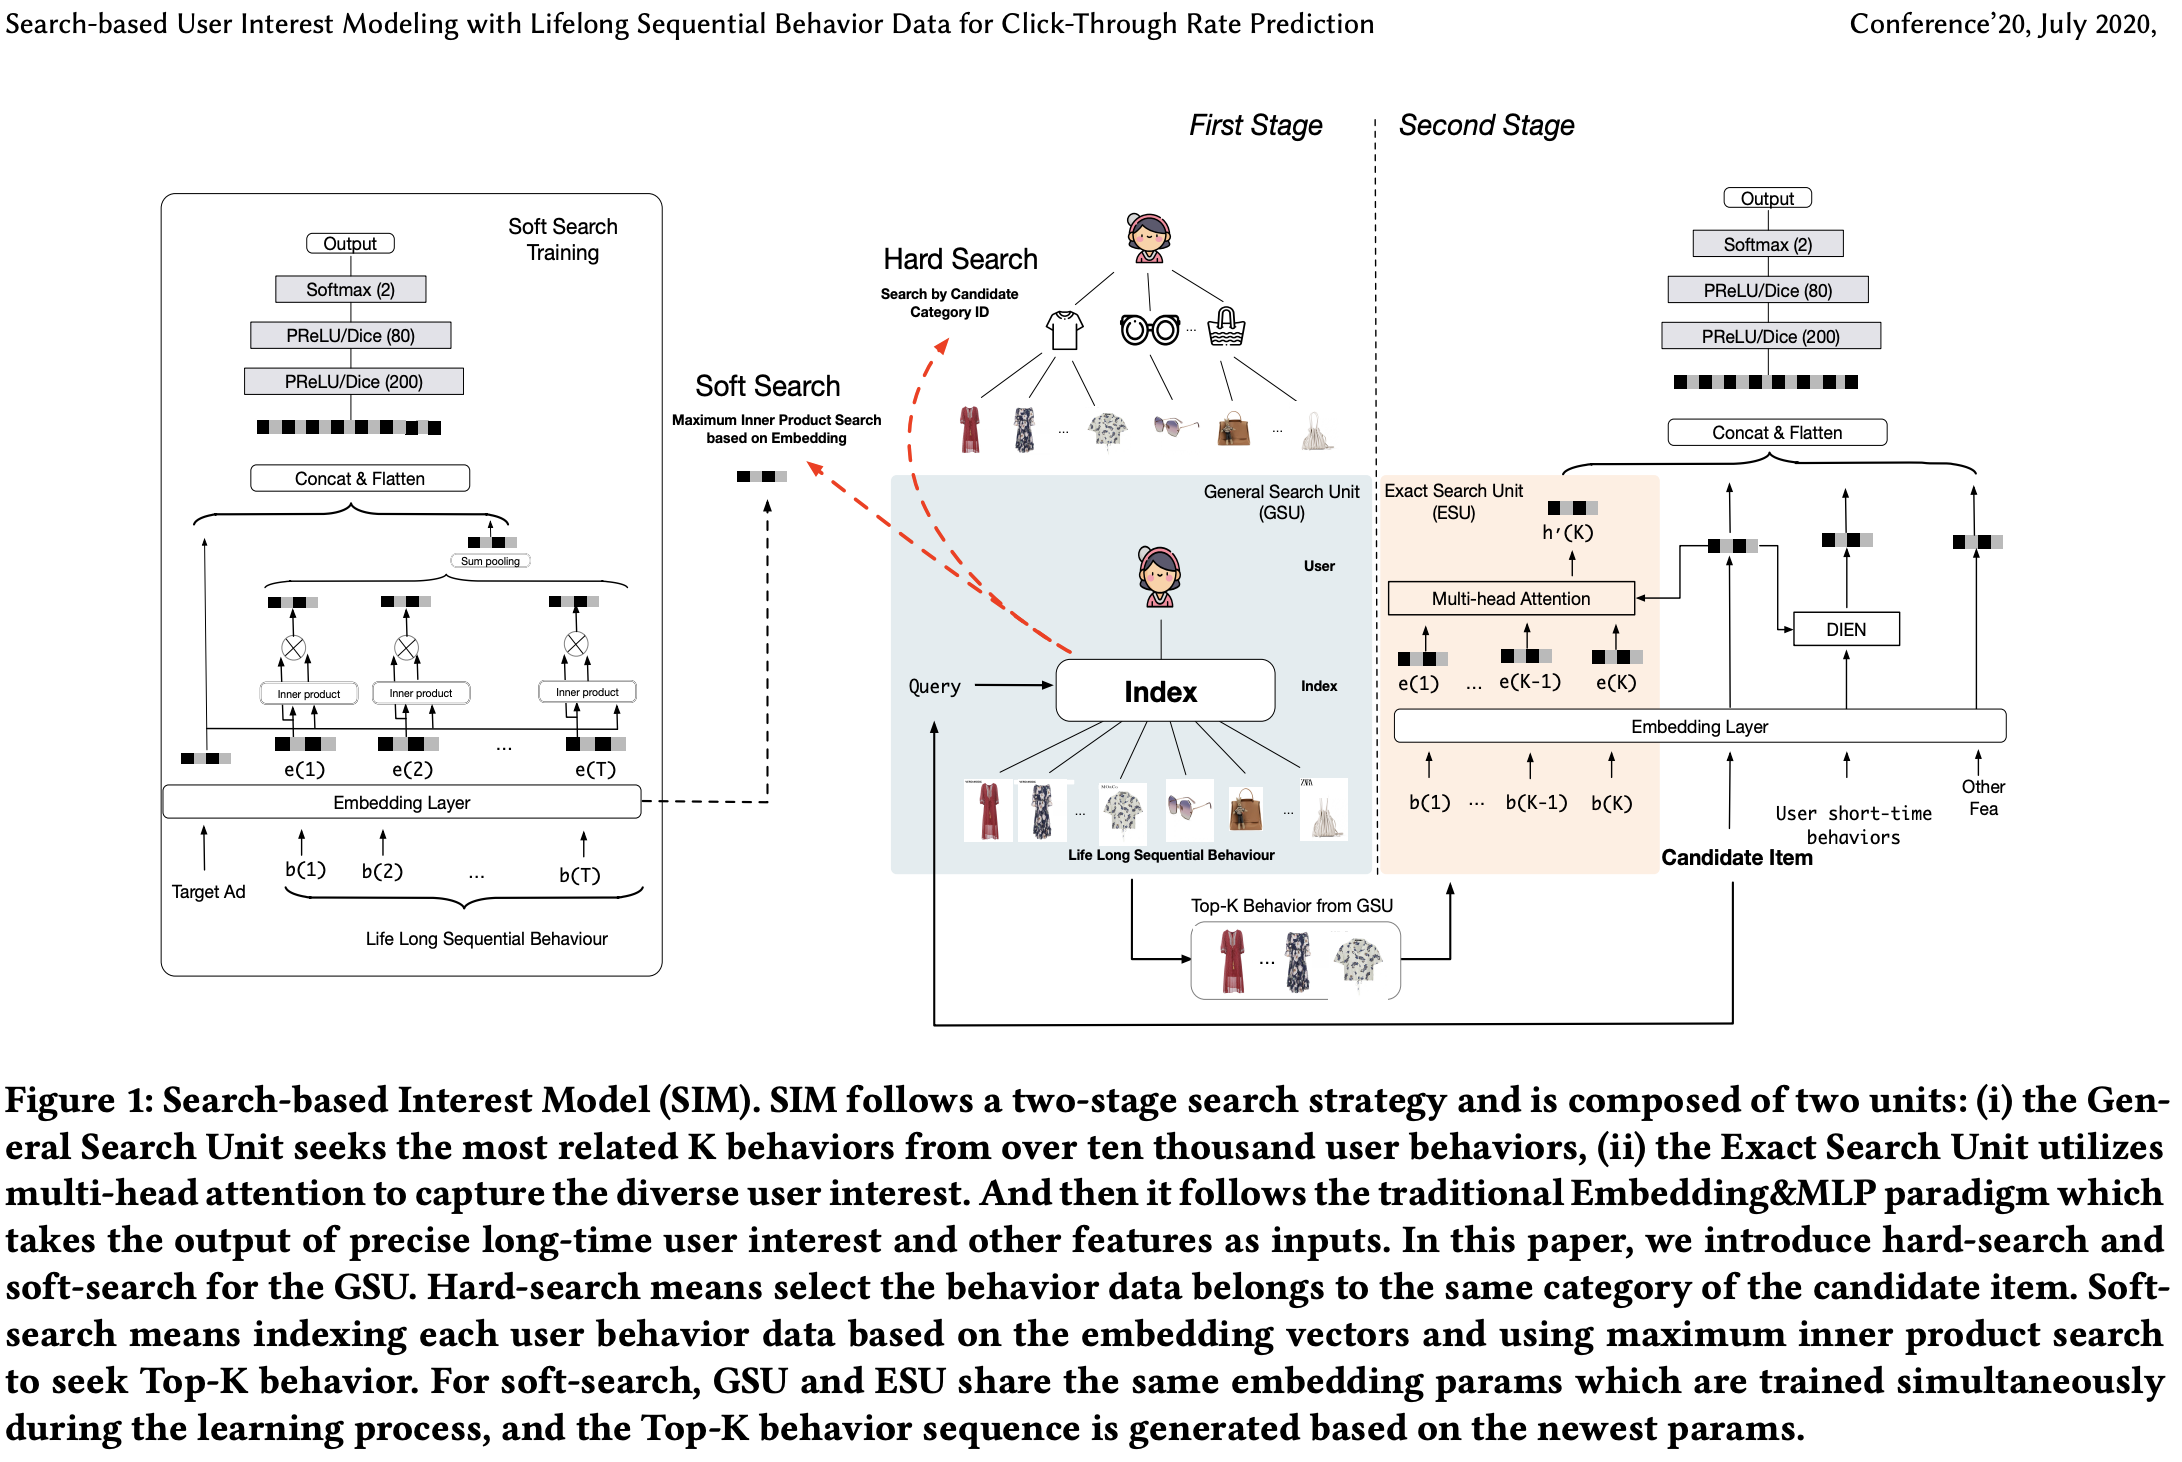 Search-based User Interest Modeling with Lifelong Sequential Behavior Data for Click-Through Rate Prediction
Conference'20, July 2020,
First Stage
Second Stage
Soft Search
Training
Output
Softmax (2)
PReLU/Dice (80)
PReLU/Dice (200)
Concat & Flatten
Sum pooling
Inner product
Inner product
Inner product
e(1)
e(2)
...
e(T)
Embedding Layer
Target Ad
b(1)
b(2)
...
b(T)
Life Long Sequential Behaviour
Hard Search
Search by Candidate
Category ID
Soft Search
Maximum Inner Product Search
based on Embedding
...
...
...
General Search Unit
(GSU)
User
Query
Index
Index
...
...
Life Long Sequential Behaviour
Top-K Behavior from GSU
...
Output
Softmax (2)
PReLU/Dice (80)
PReLU/Dice (200)
Concat & Flatten
Exact Search Unit
(ESU)
h'(K)
Multi-head Attention
DIEN
e(1)
...
e(K-1)
e(K)
Embedding Layer
b(1)
...
b(K-1)
b(K)
Candidate Item
User short-time
behaviors
Other
Fea
Figure 1: Search-based Interest Model (SIM). SIM follows a two-stage search strategy and is composed of two units: (i) the Gen-
eral Search Unit seeks the most related K behaviors from over ten thousand user behaviors, (ii) the Exact Search Unit utilizes
multi-head attention to capture the diverse user interest. And then it follows the traditional Embedding&MLP paradigm which
takes the output of precise long-time user interest and other features as inputs. In this paper, we introduce hard-search and
soft-search for the GSU. Hard-search means select the behavior data belongs to the same category of the candidate item. Soft-
search means indexing each user behavior data based on the embedding vectors and using maximum inner product search
to seek Top-K behavior. For soft-search, GSU and ESU share the same embedding params which are trained simultaneously
during the learning process, and the Top-K behavior sequence is generated based on the newest params.